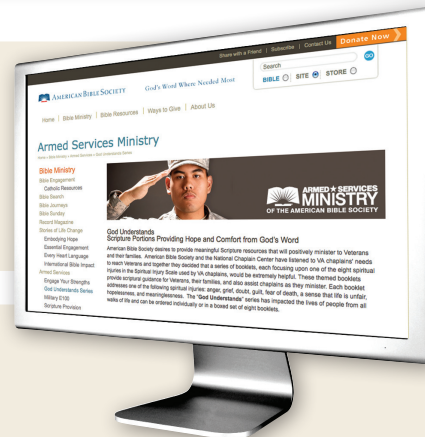 Share with a Friend | Subscribe | Contact Us Donate Now
AMERICAN BIBLE SOCIETY God's Word Where Needed Most
Search GO
BIBLE SITE STORE
Home | Bible Ministry | Bible Resources | Ways to Give | About Us
Armed Services Ministry
Home > Bible Ministry > Armed Services > God Understands Series
Bible Ministry
Bible Engagement
Catholic Resources
Bible Search
Bible Journeys
Bible Sunday
Record Magazine
Stories of Life Change
Embodying Hope
Essential Engagement
Every Heart Language
International Bible Impact
Armed Services
Engage Your Strengths
God Understands Series
Military E100
Scripture Provision
ARMED ★ SERVICES
MINISTRY
OF THE AMERICAN BIBLE SOCIETY
God Understands
Scripture Portions Providing Hope and Comfort from God's Word
American Bible Society desires to provide meaningful Scripture resources that will positively minister to Veterans
and their families. American Bible Society and the National Chaplain Center have listened to VA chaplains' needs
to reach Veterans and together they decided that a series of booklets, each focusing upon one of the eight spiritual
injuries in the Spiritual Injury Scale used by VA chaplains, would be extremely helpful. These themed booklets
provide scriptural guidance for Veterans, their families, and also assist chaplains as they minister. Each booklet
addresses one of the following spiritual injuries: anger, grief, doubt, guilt, fear of death, a sense that life is unfair,
hopelessness, and meaninglessness. The "God Understands" series has impacted the lives of people from all
walks of life and can be ordered individually or in a boxed set of eight booklets.